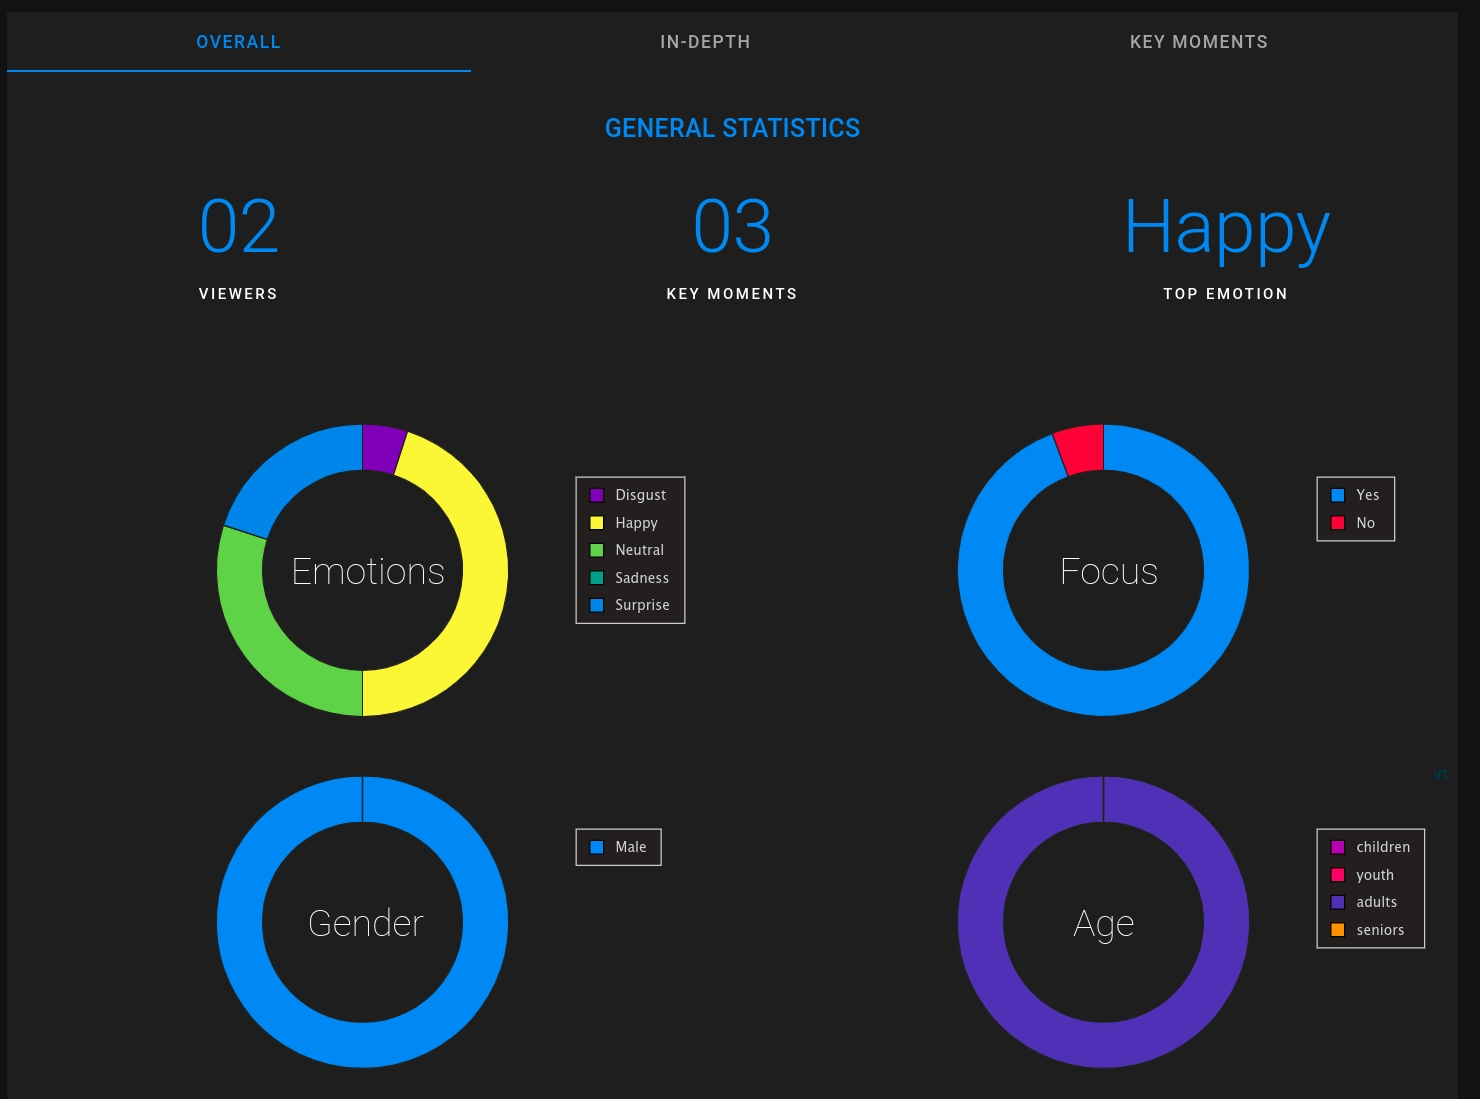 OVERALL
IN-DEPTH
KEY MOMENTS
GENERAL STATISTICS
02
03
Happy
VIEWERS
KEY MOMENTS
TOP EMOTION
Emotions
Disgust
Happy
Neutral
Sadness
Surprise
Focus
Yes
No
Gender
Male
Age
children
youth
adults
seniors